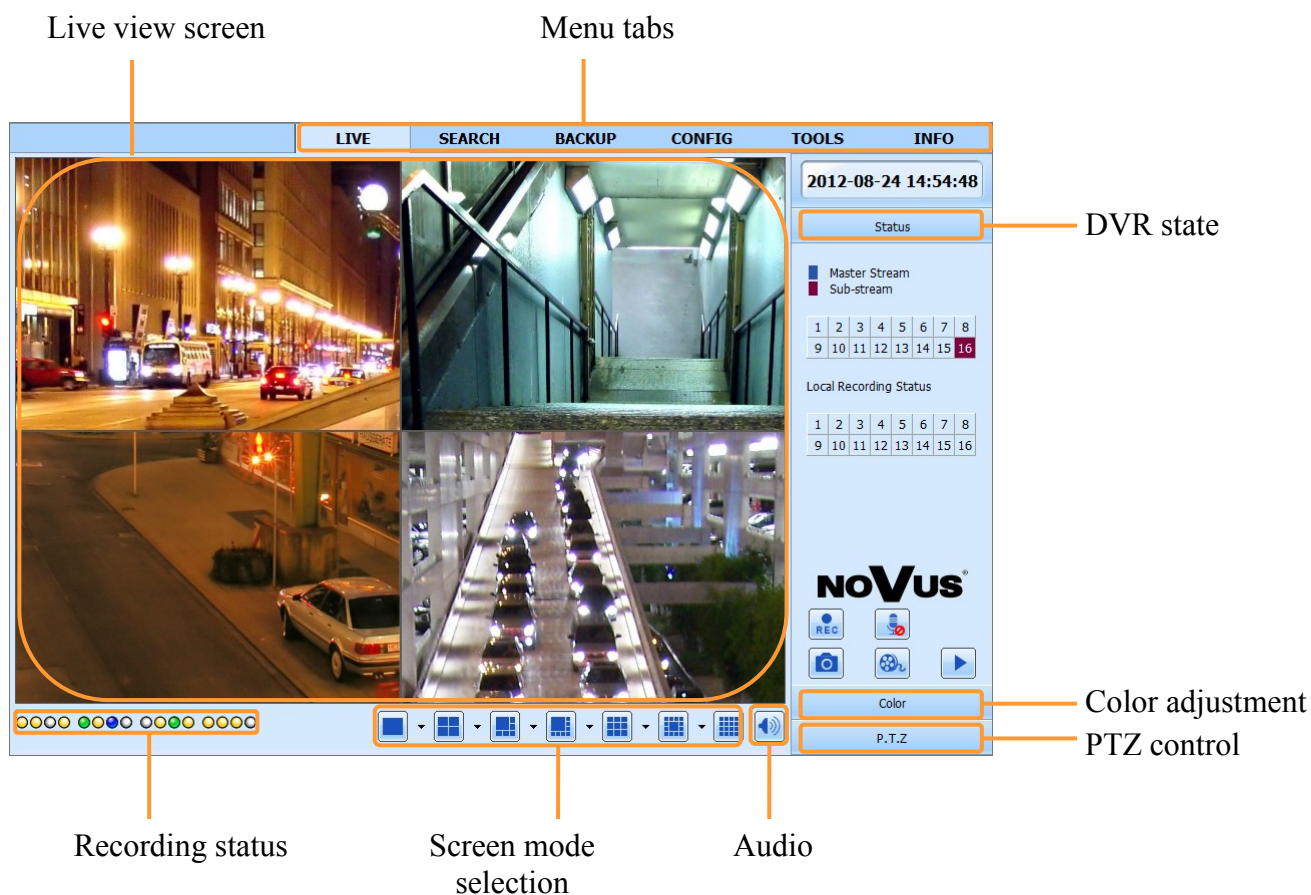 Live view screen
Menu tabs
LIVE SEARCH BACKUP CONFIG TOOLS INFO
2012-08-24 14:54:48
Status
DVR state
Master Stream
Sub-stream
1 2 3 4 5 6 7 8
9 10 11 12 13 14 15 16
Local Recording Status
1 2 3 4 5 6 7 8
9 10 11 12 13 14 15 16
NOVUS®
REC
Color
Color adjustment
P.T.Z
PTZ control
Recording status
Screen mode
selection
Audio